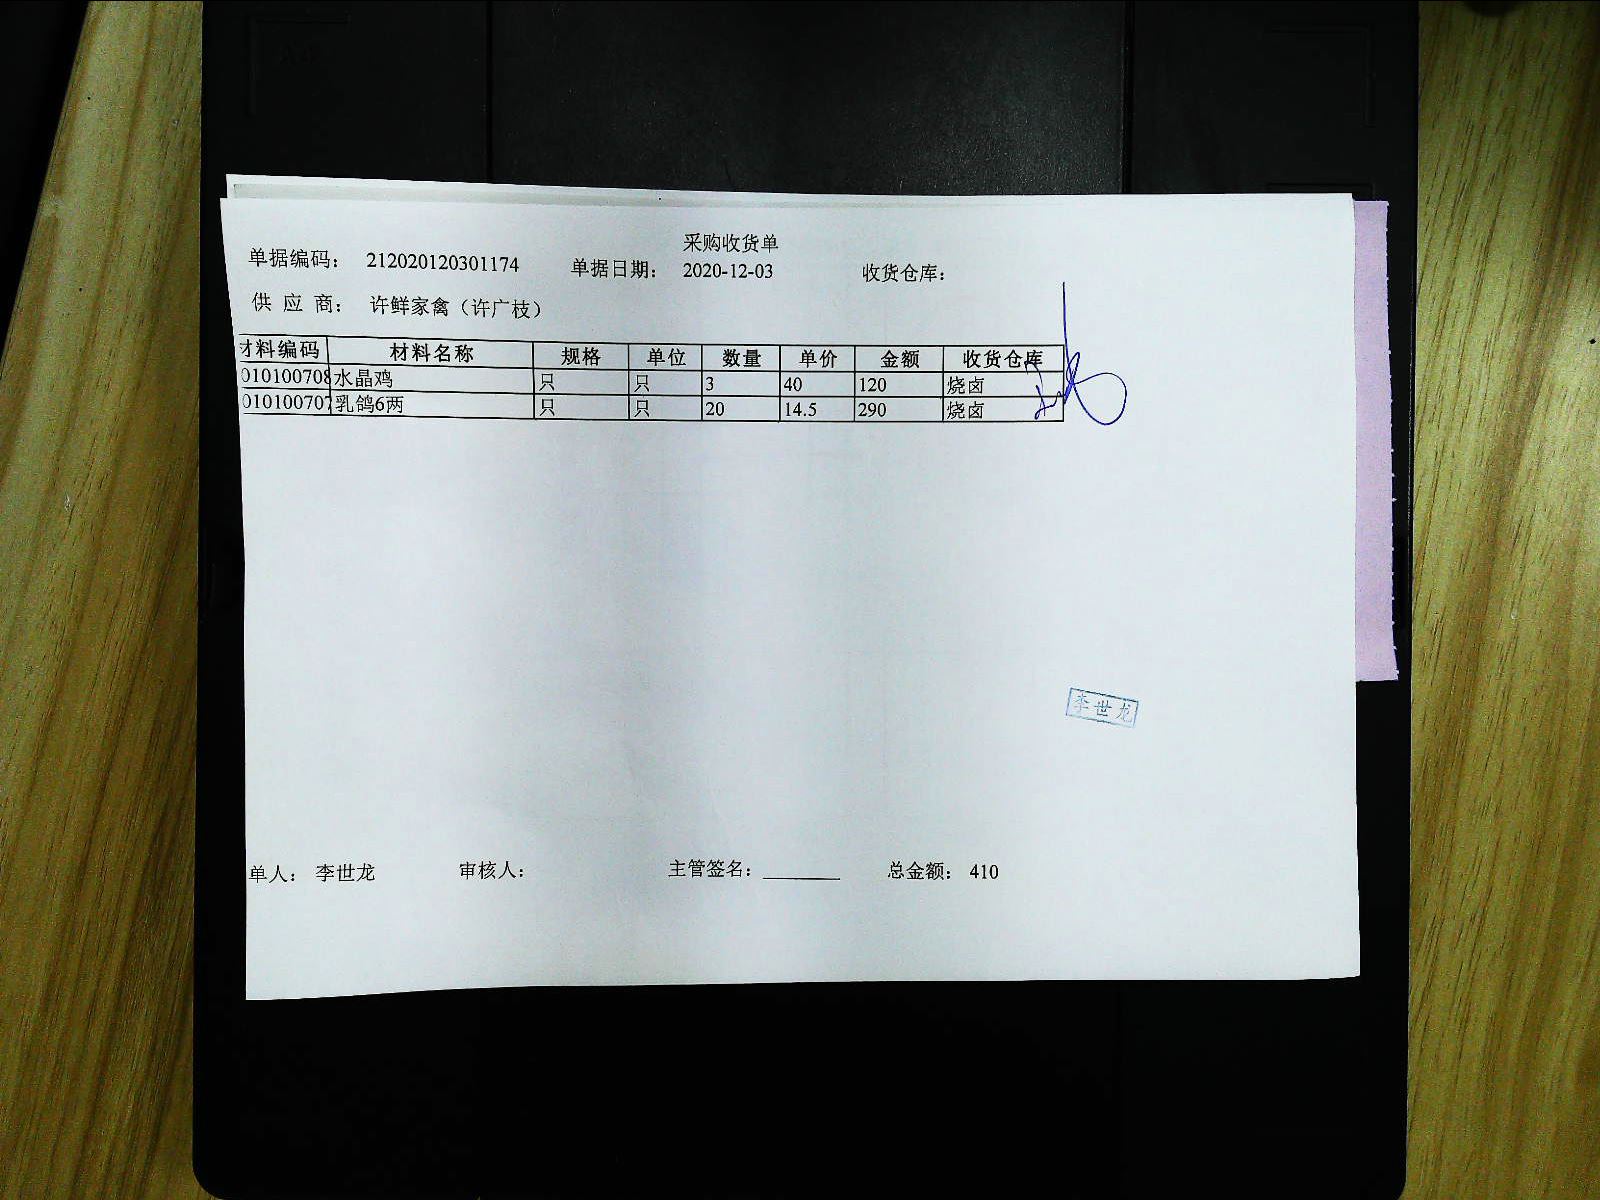 采购收货单
单据编码： 212020120301174 单据日期： 2020-12-03 收货仓库：
供 应 商： 许鲜家禽（许广枝）
材料编码 材料名称 规格 单位 数量 单价 金额 收货仓库
010100708 水晶鸡 只 只 3 40 120 烧卤
010100707 乳鸽6两 只 只 20 14.5 290 烧卤
李世龙
单人： 李世龙 审核人： 主管签名：________ 总金额： 410